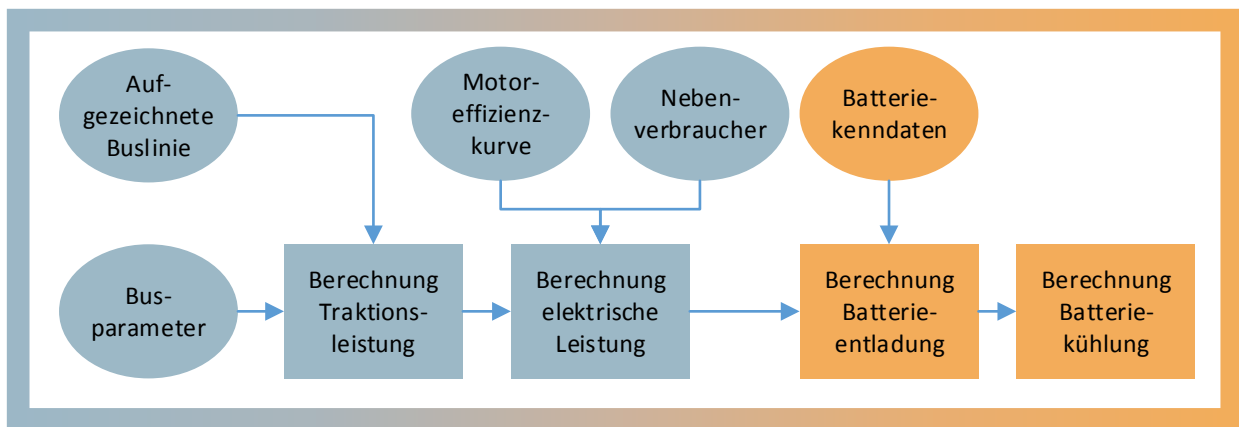 Auf-
gezeichnete
Buslinie
Motor-
effizienz-
kurve
Neben-
verbraucher
Batterie-
kenndaten
Bus-
parameter
Berechnung
Traktions-
leistung
Berechnung
elektrische
Leistung
Berechnung
Batterie-
entladung
Berechnung
Batterie-
kühlung